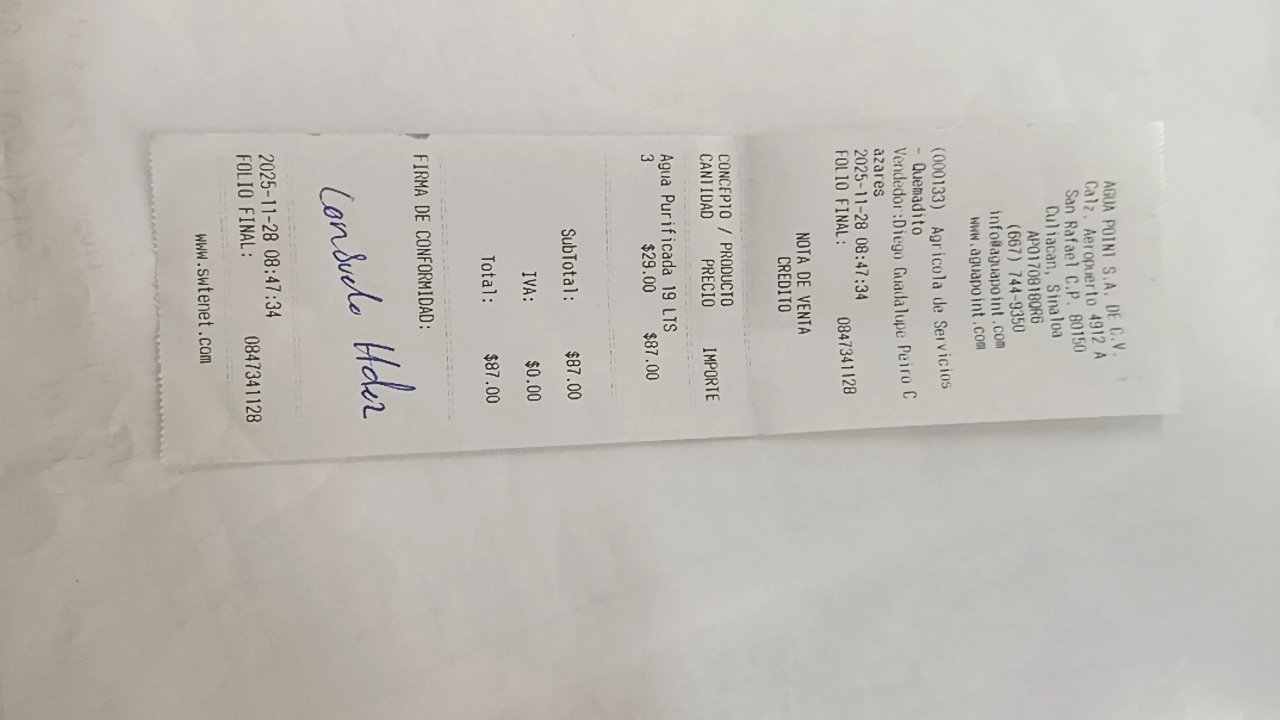 AGUA POINT S.A. DE C.V.
Calz. Aeropuerto 4912 A
San Rafael C.P. 80150
Culiacan, Sinaloa
APO170818QR6
(667) 744-9350
info@aguapoint.com
www.aguapoint.com
(000133) Agricola de Servicios
- Quemadito
Vendedor:Diego Guadalupe Peiro C
azares
2025-11-28 08:47:34
FOLIO FINAL: 0847341128
NOTA DE VENTA
CREDITO
CONCEPTO / PRODUCTO
CANTIDAD PRECIO IMPORTE
Agua Purificada 19 LTS
3 $29.00 $87.00
SubTotal: $87.00
IVA: $0.00
Total: $87.00
FIRMA DE CONFORMIDAD:
Consuelo Hdez
2025-11-28 08:47:34
FOLIO FINAL: 0847341128
www.swtenet.com